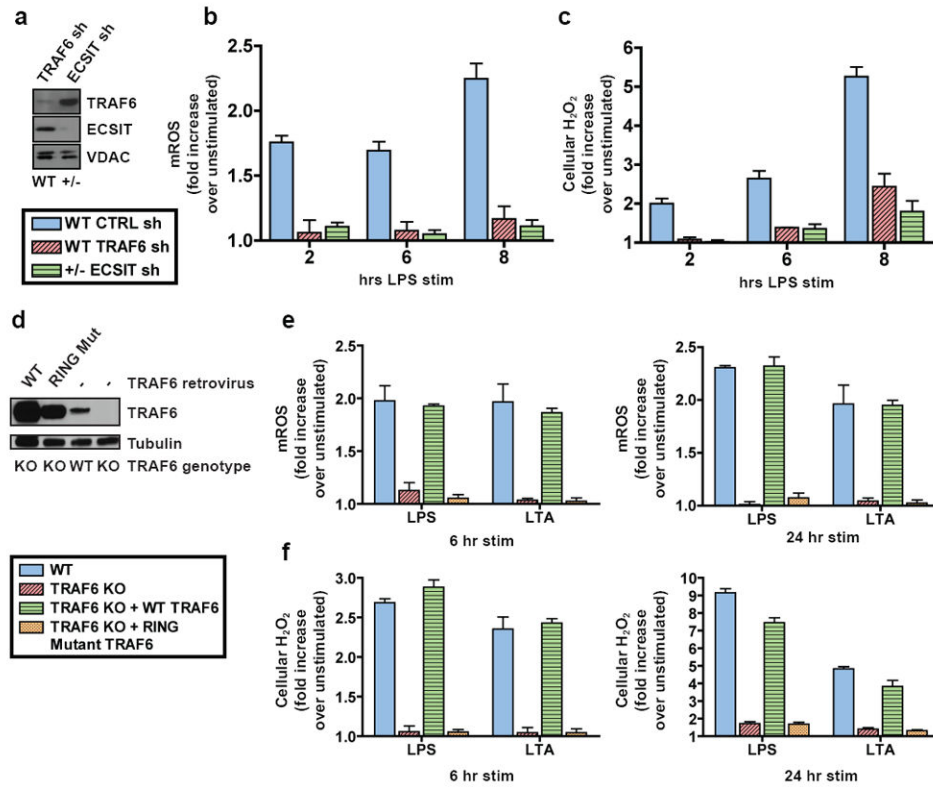 a
TRAF6 sh
ECSIT sh
TRAF6
ECSIT
VDAC
WT +/-
WT CTRL sh
WT TRAF6 sh
+/- ECSIT sh
b
mROS
(fold increase
over unstimulated)
2.5
2.0
1.5
1.0
2 6 8
hrs LPS stim
c
Cellular H₂O₂
(fold increase
over unstimulated)
6
5
4
3
2
1
2 6 8
hrs LPS stim
d
WT RING Mut - - TRAF6 retrovirus
TRAF6
Tubulin
KO KO WT KO TRAF6 genotype
WT
TRAF6 KO
TRAF6 KO + WT TRAF6
TRAF6 KO + RING
Mutant TRAF6
e
mROS
(fold increase
over unstimulated)
2.5
2.0
1.5
1.0
LPS LTA
6 hr stim
mROS
(fold increase
over unstimulated)
2.5
2.0
1.5
1.0
LPS LTA
24 hr stim
f
Cellular H₂O₂
(fold increase
over unstimulated)
3.0
2.5
2.0
1.5
1.0
LPS LTA
6 hr stim
Cellular H₂O₂
(fold increase
over unstimulated)
10
9
8
7
6
5
4
3
2
1
LPS LTA
24 hr stim